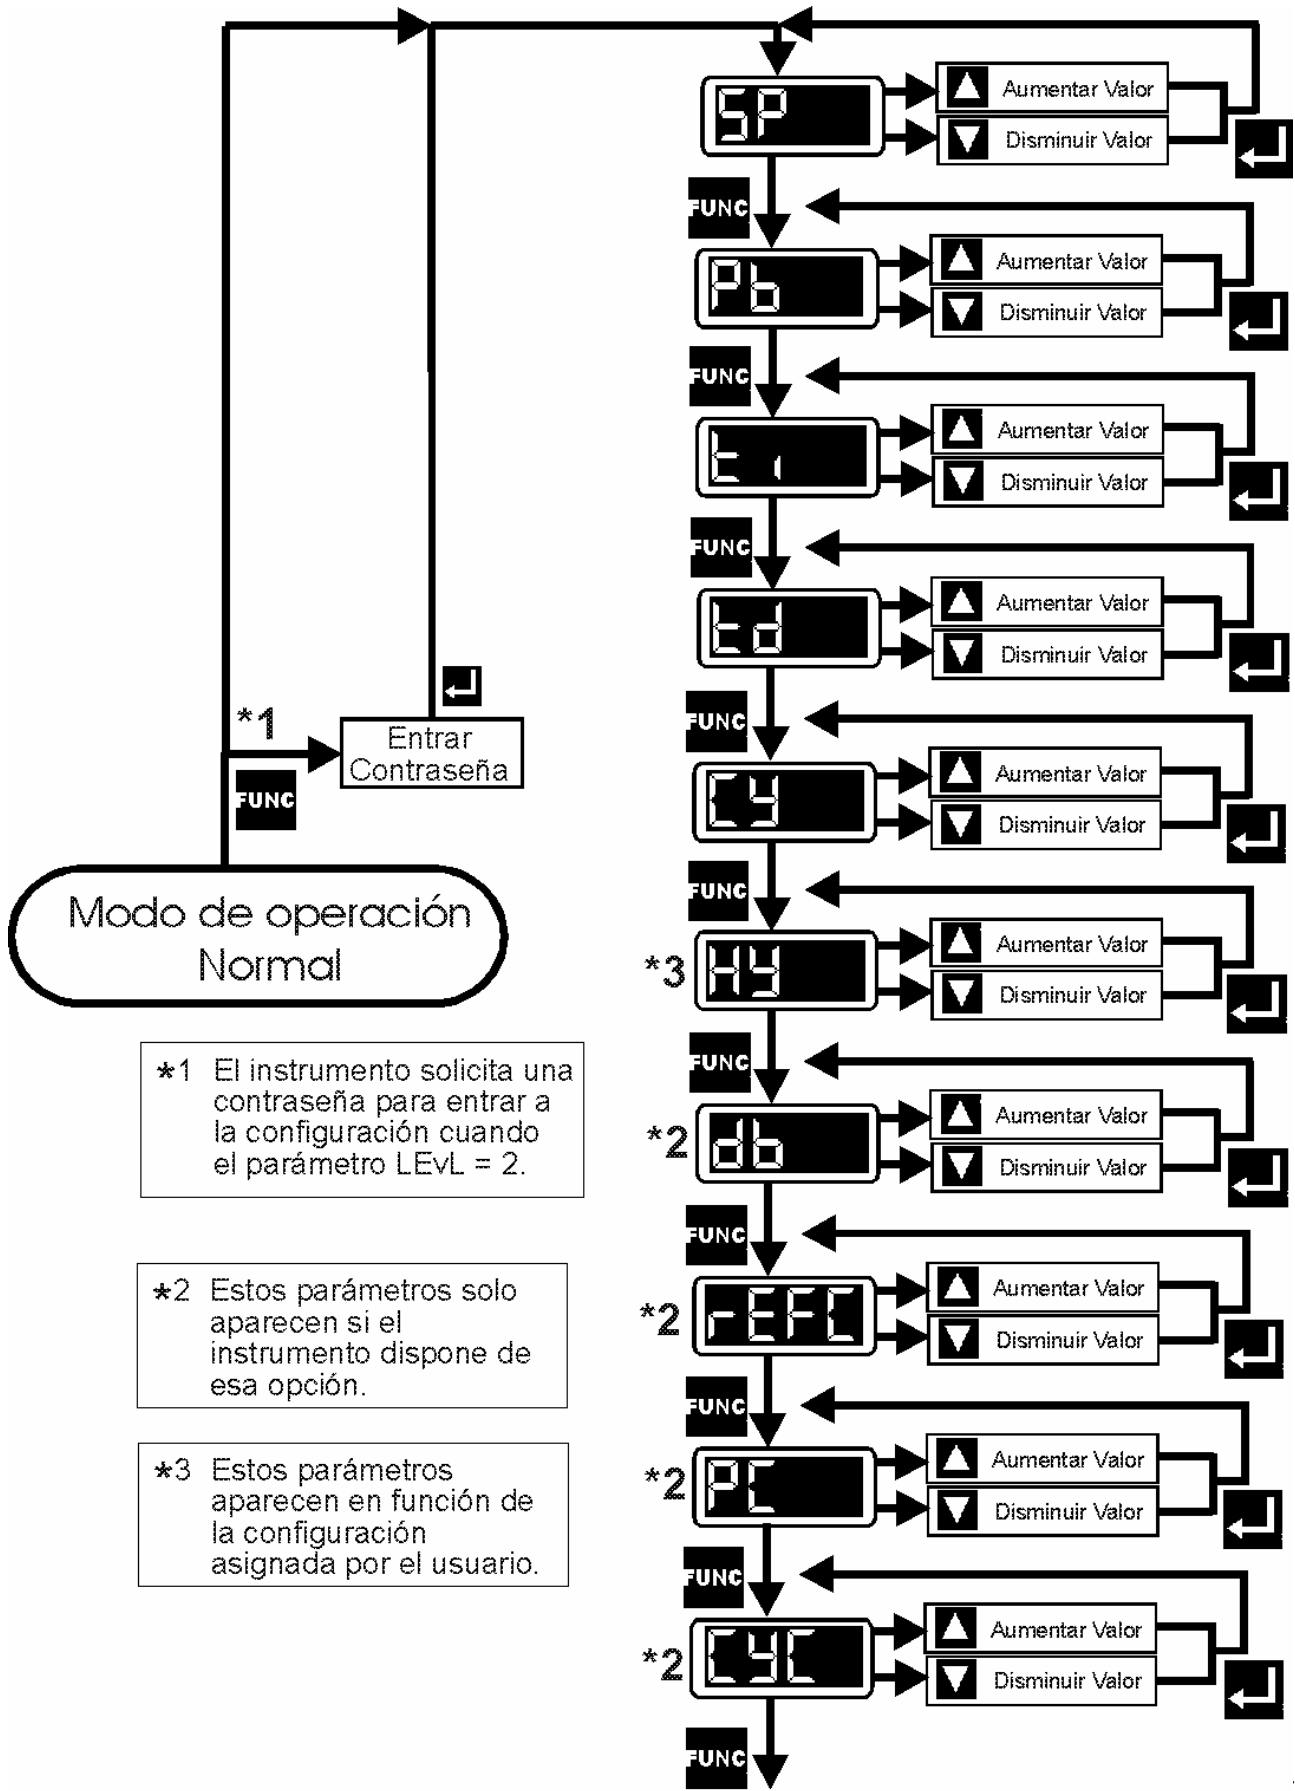 SP
Aumentar Valor
Disminuir Valor
FUNC
Pb
Aumentar Valor
Disminuir Valor
FUNC
ti
Aumentar Valor
Disminuir Valor
FUNC
td
Aumentar Valor
Disminuir Valor
*1
Entrar
Contraseña
FUNC
Modo de operación
Normal
FUNC
Cy
Aumentar Valor
Disminuir Valor
FUNC
*3
Hy
Aumentar Valor
Disminuir Valor
FUNC
*2
db
Aumentar Valor
Disminuir Valor
FUNC
*2
rEFC
Aumentar Valor
Disminuir Valor
FUNC
*2
PC
Aumentar Valor
Disminuir Valor
FUNC
*2
CyC
Aumentar Valor
Disminuir Valor
FUNC
*1 El instrumento solicita una
contraseña para entrar a
la configuración cuando
el parámetro LEvL = 2.
*2 Estos parámetros solo
aparecen si el
instrumento dispone de
esa opción.
*3 Estos parámetros
aparecen en función de
la configuración
asignada por el usuario.